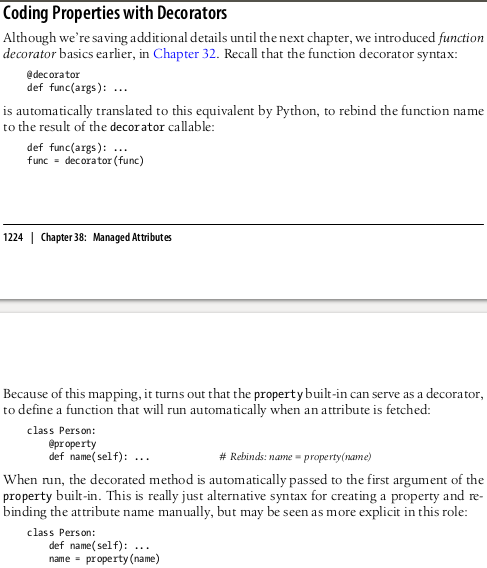 Coding Properties with Decorators
Although we're saving additional details until the next chapter, we introduced function
decorator basics earlier, in Chapter 32. Recall that the function decorator syntax:
@decorator
def func(args): ...
is automatically translated to this equivalent by Python, to rebind the function name
to the result of the decorator callable:
def func(args): ...
func = decorator(func)
1224 | Chapter 38: Managed Attributes
Because of this mapping, it turns out that the property built-in can serve as a decorator,
to define a function that will run automatically when an attribute is fetched:
class Person:
    @property
    def name(self): ...    # Rebinds: name = property(name)
When run, the decorated method is automatically passed to the first argument of the
property built-in. This is really just alternative syntax for creating a property and re-
binding the attribute name manually, but may be seen as more explicit in this role:
class Person:
    def name(self): ...
    name = property(name)